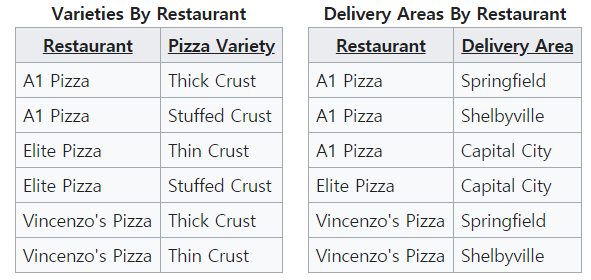 Varieties By Restaurant
Restaurant Pizza Variety
A1 Pizza Thick Crust
A1 Pizza Stuffed Crust
Elite Pizza Thin Crust
Elite Pizza Stuffed Crust
Vincenzo's Pizza Thick Crust
Vincenzo's Pizza Thin Crust
Delivery Areas By Restaurant
Restaurant Delivery Area
A1 Pizza Springfield
A1 Pizza Shelbyville
A1 Pizza Capital City
Elite Pizza Capital City
Vincenzo's Pizza Springfield
Vincenzo's Pizza Shelbyville